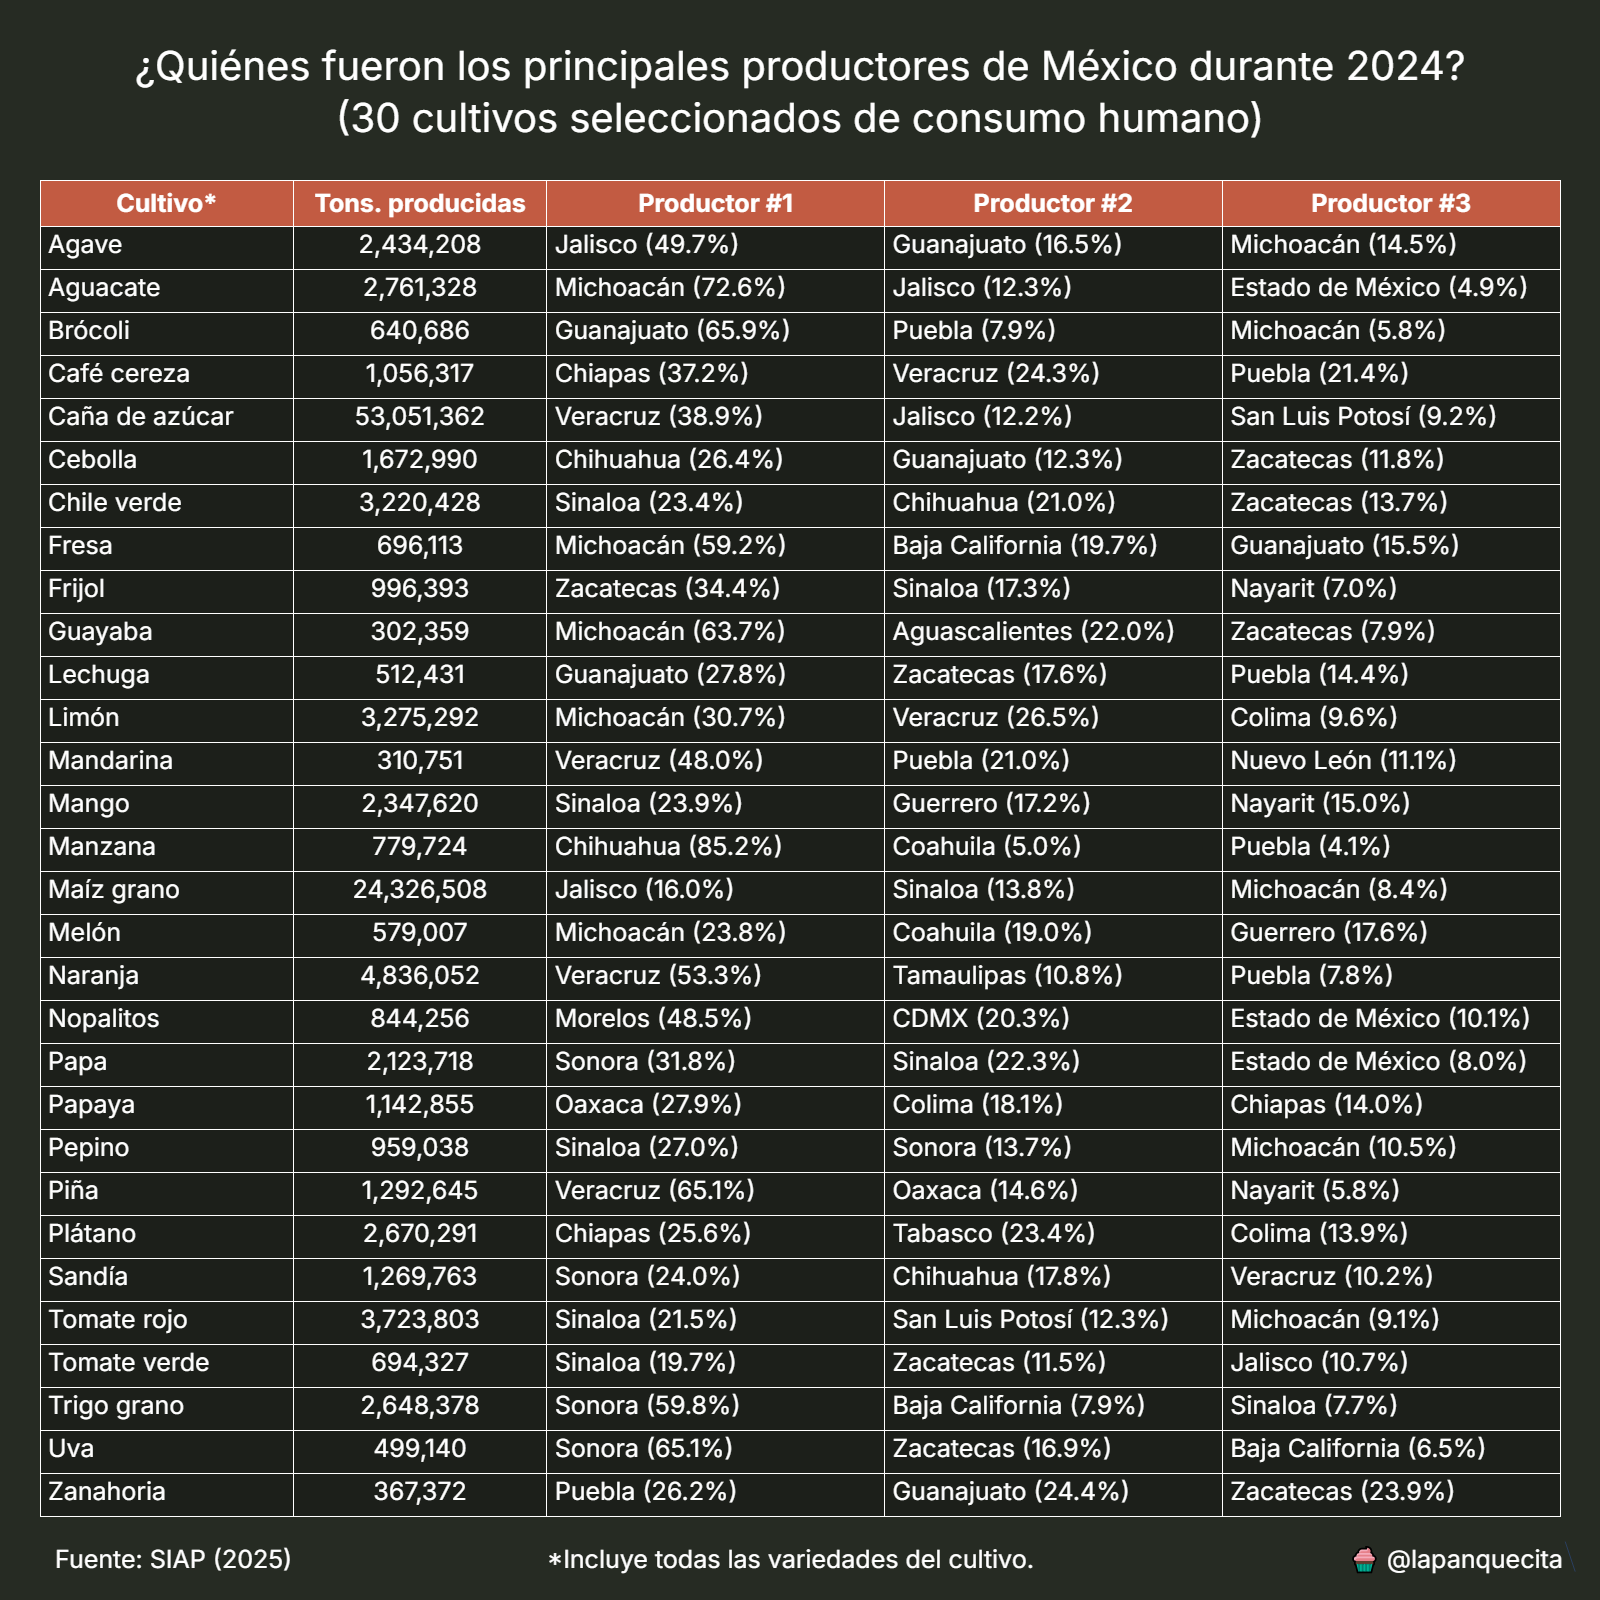 ¿Quiénes fueron los principales productores de México durante 2024?
(30 cultivos seleccionados de consumo humano)
Cultivo* Tons. producidas Productor #1 Productor #2 Productor #3
Agave 2,434,208 Jalisco (49.7%) Guanajuato (16.5%) Michoacán (14.5%)
Aguacate 2,761,328 Michoacán (72.6%) Jalisco (12.3%) Estado de México (4.9%)
Brócoli 640,686 Guanajuato (65.9%) Puebla (7.9%) Michoacán (5.8%)
Café cereza 1,056,317 Chiapas (37.2%) Veracruz (24.3%) Puebla (21.4%)
Caña de azúcar 53,051,362 Veracruz (38.9%) Jalisco (12.2%) San Luis Potosí (9.2%)
Cebolla 1,672,990 Chihuahua (26.4%) Guanajuato (12.3%) Zacatecas (11.8%)
Chile verde 3,220,428 Sinaloa (23.4%) Chihuahua (21.0%) Zacatecas (13.7%)
Fresa 696,113 Michoacán (59.2%) Baja California (19.7%) Guanajuato (15.5%)
Frijol 996,393 Zacatecas (34.4%) Sinaloa (17.3%) Nayarit (7.0%)
Guayaba 302,359 Michoacán (63.7%) Aguascalientes (22.0%) Zacatecas (7.9%)
Lechuga 512,431 Guanajuato (27.8%) Zacatecas (17.6%) Puebla (14.4%)
Limón 3,275,292 Michoacán (30.7%) Veracruz (26.5%) Colima (9.6%)
Mandarina 310,751 Veracruz (48.0%) Puebla (21.0%) Nuevo León (11.1%)
Mango 2,347,620 Sinaloa (23.9%) Guerrero (17.2%) Nayarit (15.0%)
Manzana 779,724 Chihuahua (85.2%) Coahuila (5.0%) Puebla (4.1%)
Maíz grano 24,326,508 Jalisco (16.0%) Sinaloa (13.8%) Michoacán (8.4%)
Melón 579,007 Michoacán (23.8%) Coahuila (19.0%) Guerrero (17.6%)
Naranja 4,836,052 Veracruz (53.3%) Tamaulipas (10.8%) Puebla (7.8%)
Nopalitos 844,256 Morelos (48.5%) CDMX (20.3%) Estado de México (10.1%)
Papa 2,123,718 Sonora (31.8%) Sinaloa (22.3%) Estado de México (8.0%)
Papaya 1,142,855 Oaxaca (27.9%) Colima (18.1%) Chiapas (14.0%)
Pepino 959,038 Sinaloa (27.0%) Sonora (13.7%) Michoacán (10.5%)
Piña 1,292,645 Veracruz (65.1%) Oaxaca (14.6%) Nayarit (5.8%)
Plátano 2,670,291 Chiapas (25.6%) Tabasco (23.4%) Colima (13.9%)
Sandía 1,269,763 Sonora (24.0%) Chihuahua (17.8%) Veracruz (10.2%)
Tomate rojo 3,723,803 Sinaloa (21.5%) San Luis Potosí (12.3%) Michoacán (9.1%)
Tomate verde 694,327 Sinaloa (19.7%) Zacatecas (11.5%) Jalisco (10.7%)
Trigo grano 2,648,378 Sonora (59.8%) Baja California (7.9%) Sinaloa (7.7%)
Uva 499,140 Sonora (65.1%) Zacatecas (16.9%) Baja California (6.5%)
Zanahoria 367,372 Puebla (26.2%) Guanajuato (24.4%) Zacatecas (23.9%)
Fuente: SIAP (2025) *Incluye todas las variedades del cultivo. @lapanquecita